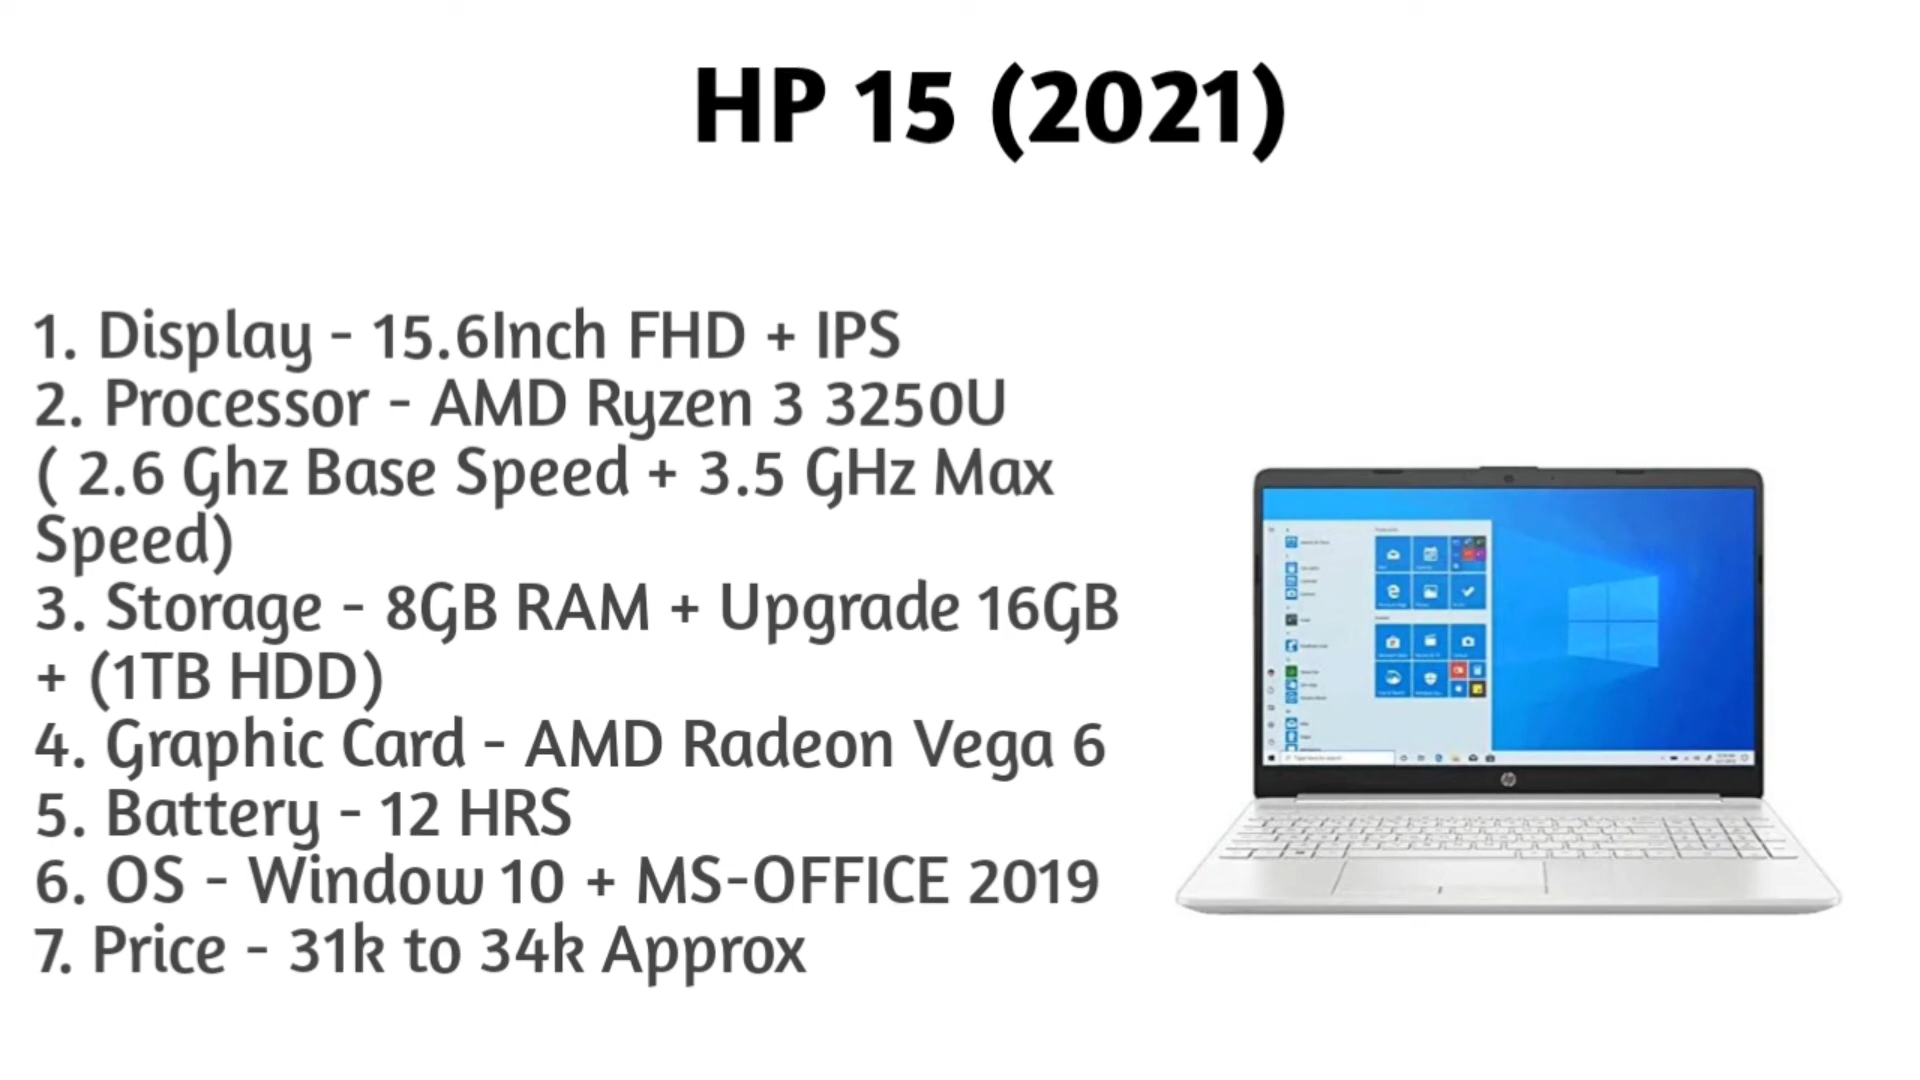 HP 15 (2021)
1. Display - 15.6Inch FHD + IPS
2. Processor - AMD Ryzen 3 3250U
( 2.6 Ghz Base Speed + 3.5 GHz Max
Speed)
3. Storage - 8GB RAM + Upgrade 16GB
+ (1TB HDD)
4. Graphic Card - AMD Radeon Vega 6
5. Battery - 12 HRS
6. OS - Window 10 + MS-OFFICE 2019
7. Price - 31k to 34k Approx
hp